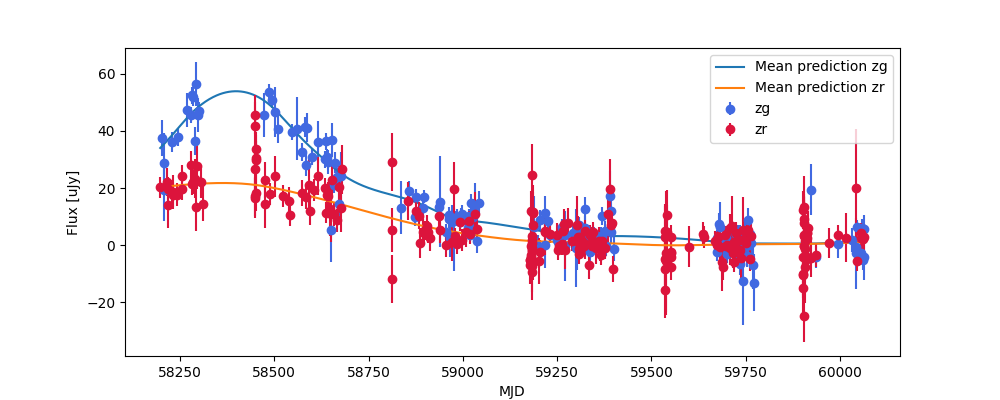 Mean prediction zg
Mean prediction zr
zg
zr
60
40
20
0
−20
Flux [uJy]
58250 58500 58750 59000 59250 59500 59750 60000
MJD